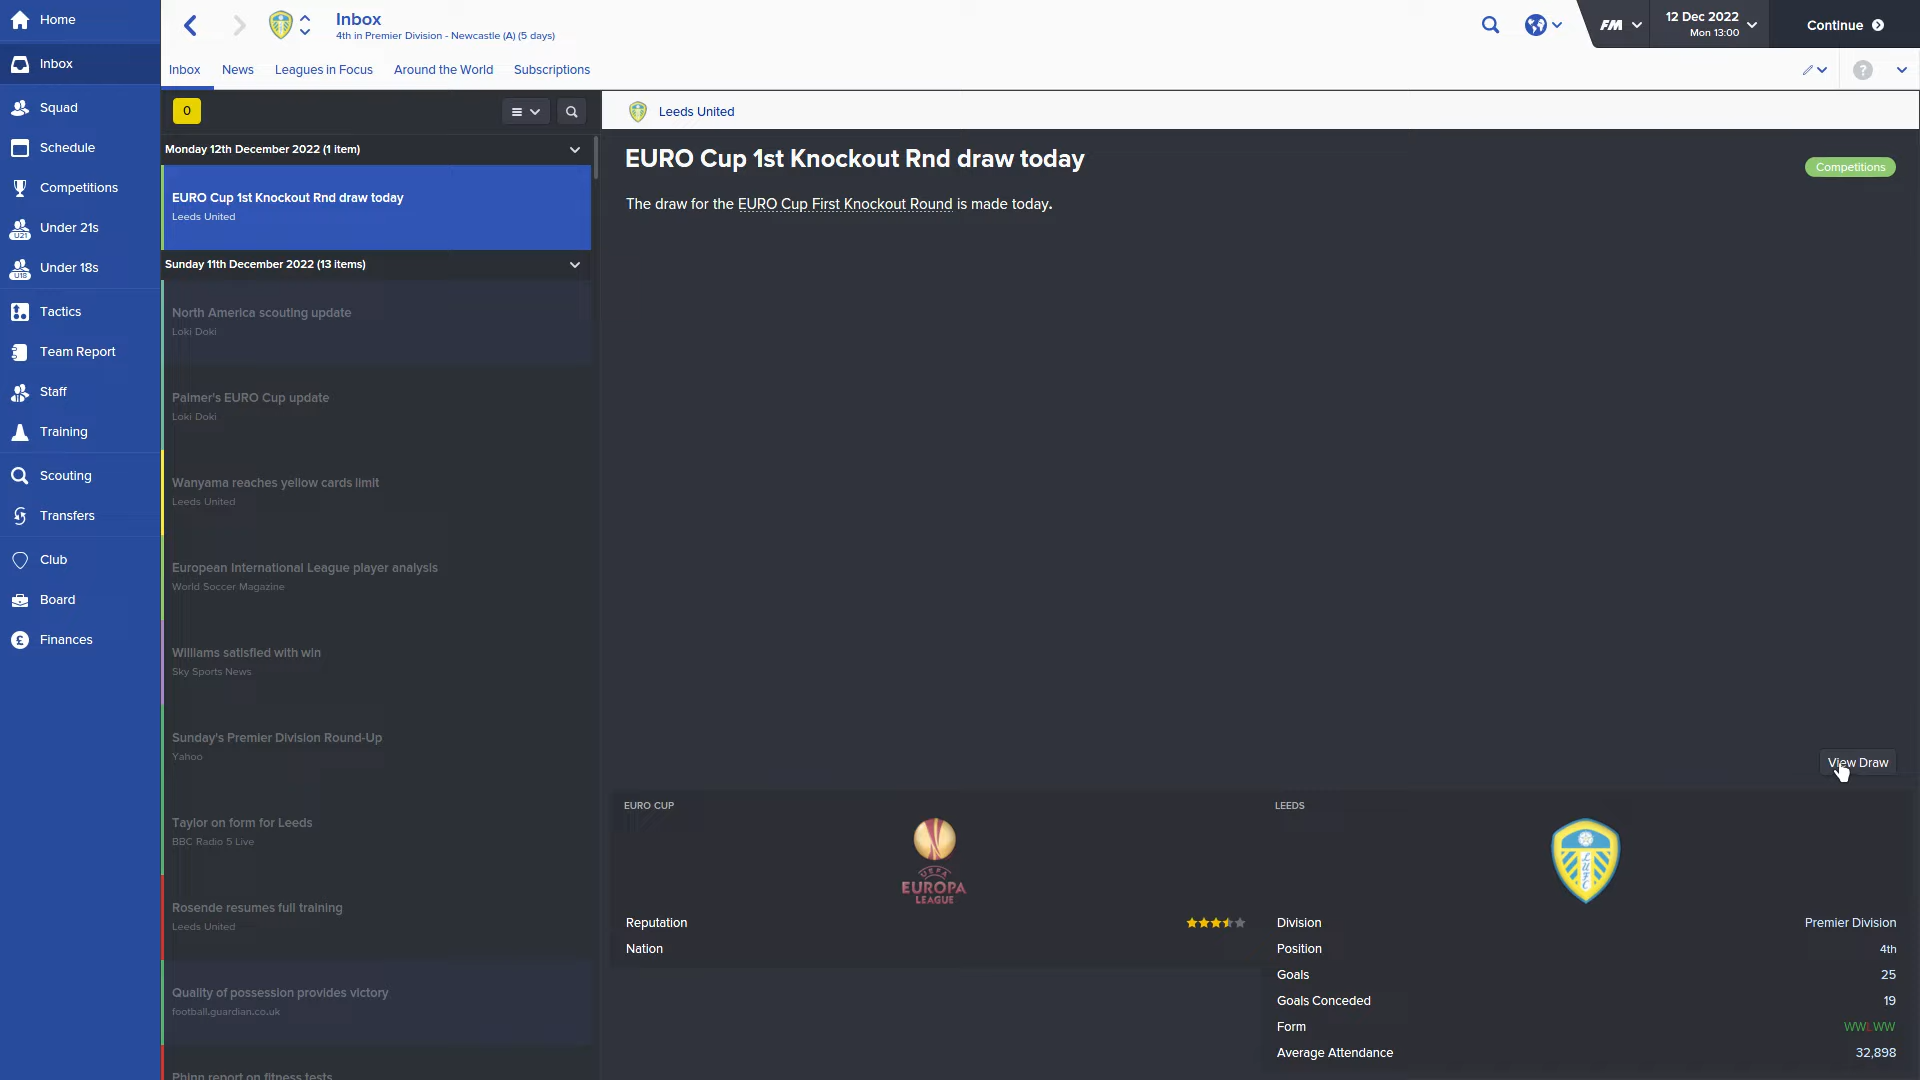 Home
Inbox
Squad
Schedule
Competitions
U21
Under 21s
U18
Under 18s
Tactics
Team Report
Staff
Training
Scouting
Transfers
Club
Board
£
Finances
Inbox
4th in Premier Division - Newcastle (A) (5 days)
FM
12 Dec 2022
Mon 13:00
Continue
Inbox
News
Leagues in Focus
Around the World
Subscriptions
?
0
Monday 12th December 2022 (1 item)
EURO Cup 1st Knockout Rnd draw today
Leeds United
Sunday 11th December 2022 (13 items)
North America scouting update
Loki Doki
Palmer's EURO Cup update
Loki Doki
Wanyama reaches yellow cards limit
Leeds United
European International League player analysis
World Soccer Magazine
Williams satisfied with win
Sky Sports News
Sunday's Premier Division Round-Up
Yahoo
Taylor on form for Leeds
BBC Radio 5 Live
Rosende resumes full training
Leeds United
Quality of possession provides victory
football.guardian.co.uk
Phinn report on fitness tests
Leeds United
EURO Cup 1st Knockout Rnd draw today
Competitions
The draw for the EURO Cup First Knockout Round is made today.
View Draw
EURO CUP
UEFA
EUROPA
LEAGUE
Reputation
Nation
LEEDS
LUFC
Division Premier Division
Position 4th
Goals 25
Goals Conceded 19
Form WWLWW
Average Attendance 32,898